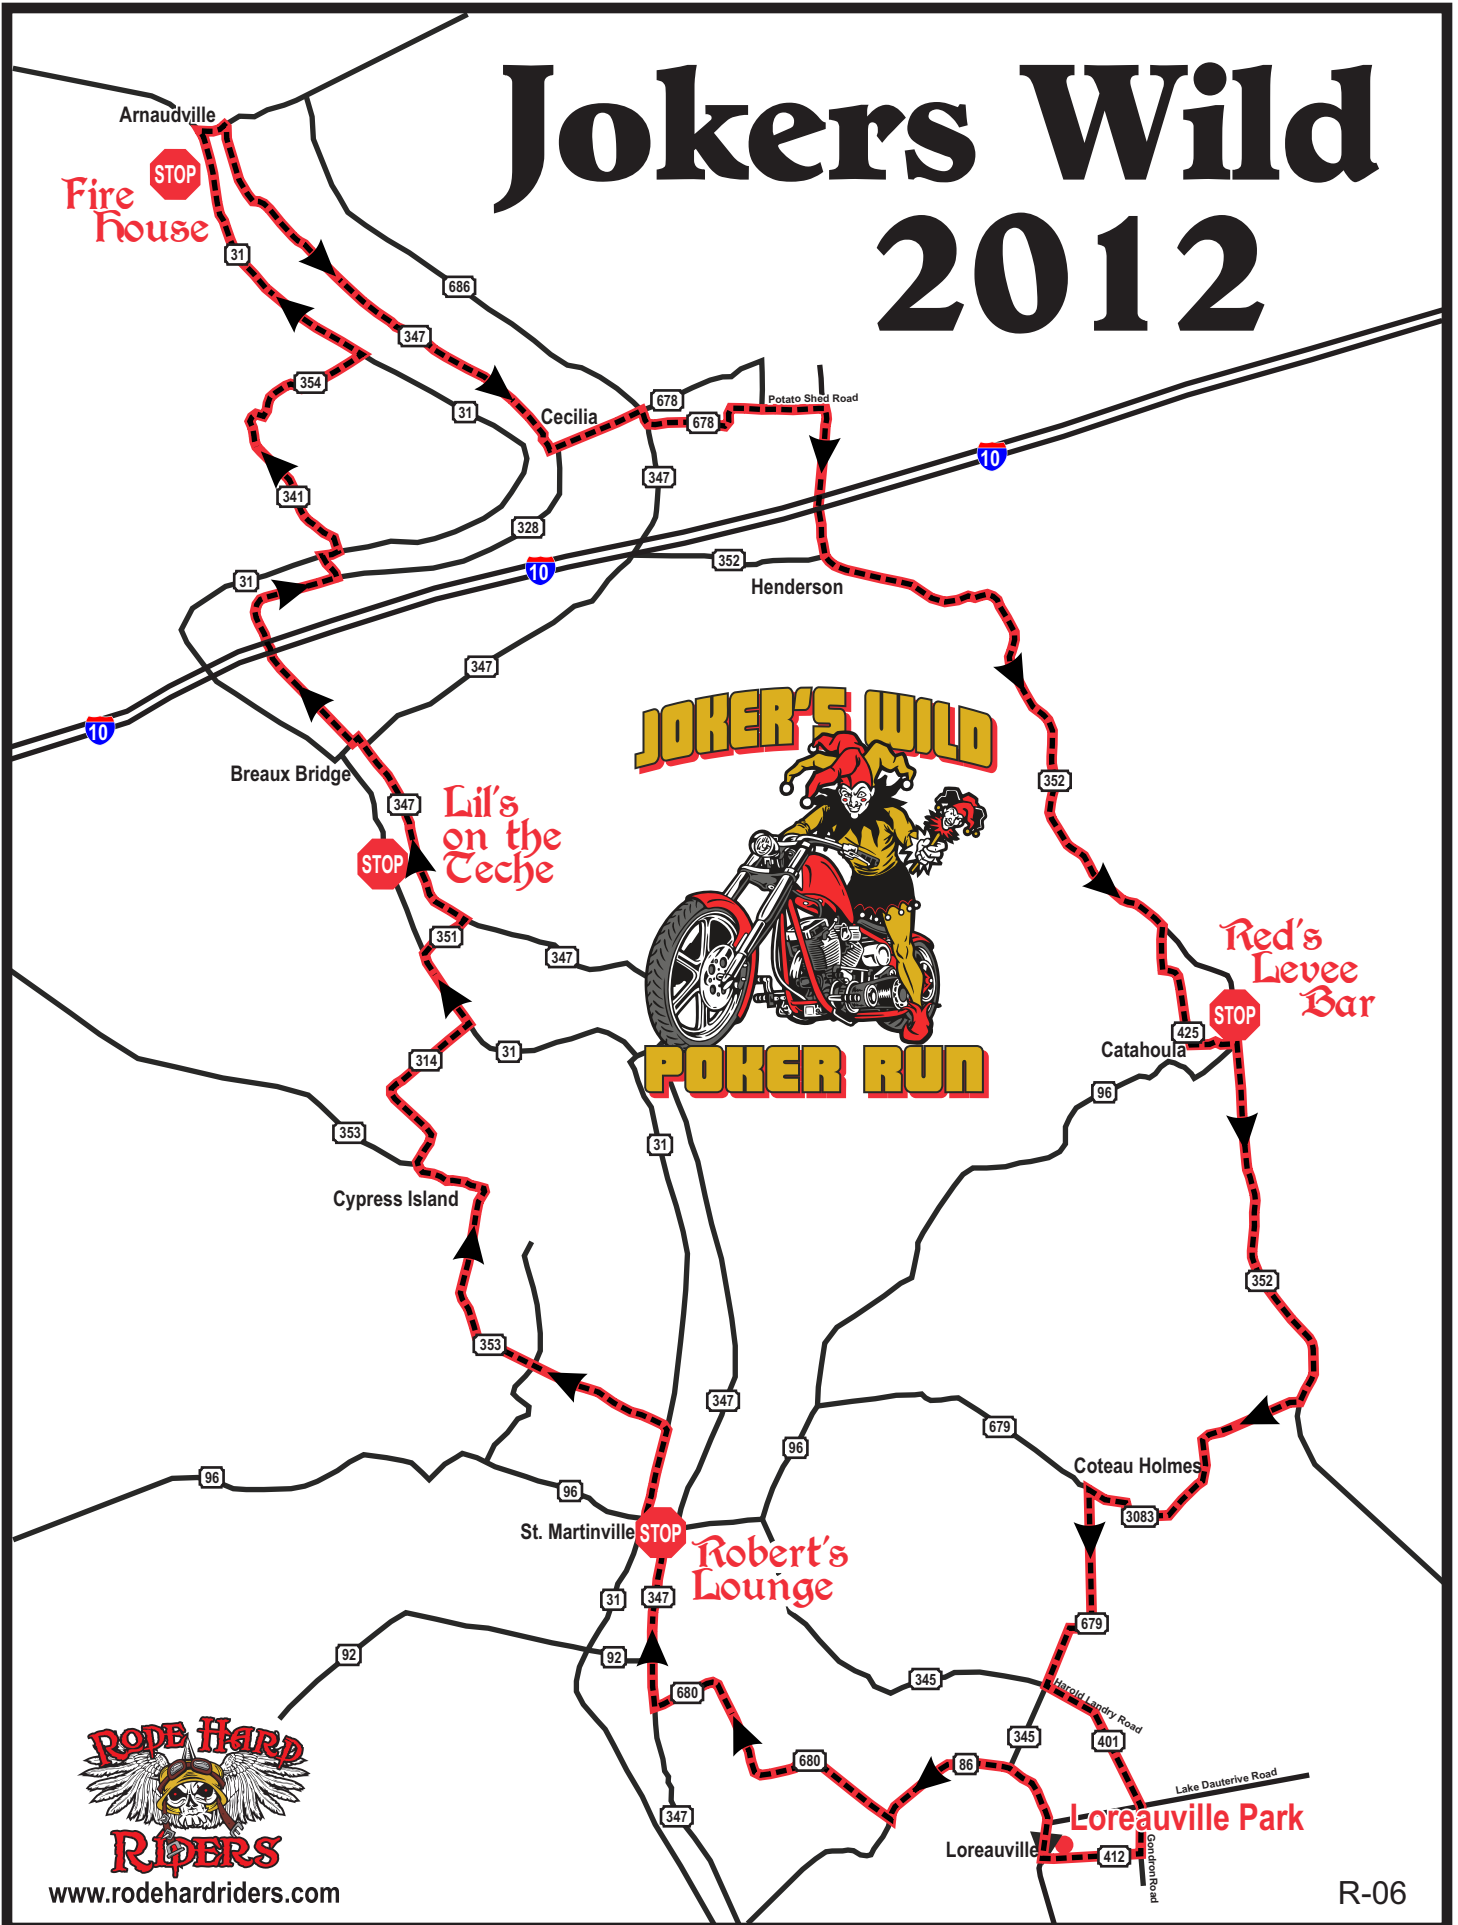 Jokers Wild
2012
Arnaudville
STOP
Fire
House
31
686
347
354
31
678
Potato Shed Road
Cecilia
678
10
341
347
328
10
352
31
Henderson
347
10
Breaux Bridge
JOKER'S WILD
352
347
Lil's
on the
Teche
STOP
351
347
Red's
Levee
Bar
STOP
425
Catahoula
314
31
POKER RUN
96
353
31
Cypress Island
352
353
347
679
96
96
96
Coteau Holmes
3083
St. Martinville
STOP
Robert's
Lounge
31
347
679
92
92
345
680
Harold Landry Road
345
401
680
86
Lake Dauterive Road
347
Loreauville Park
Loreauville
412
Gondron Road
RODE HARD
RIDERS
www.rodehardriders.com
R-06